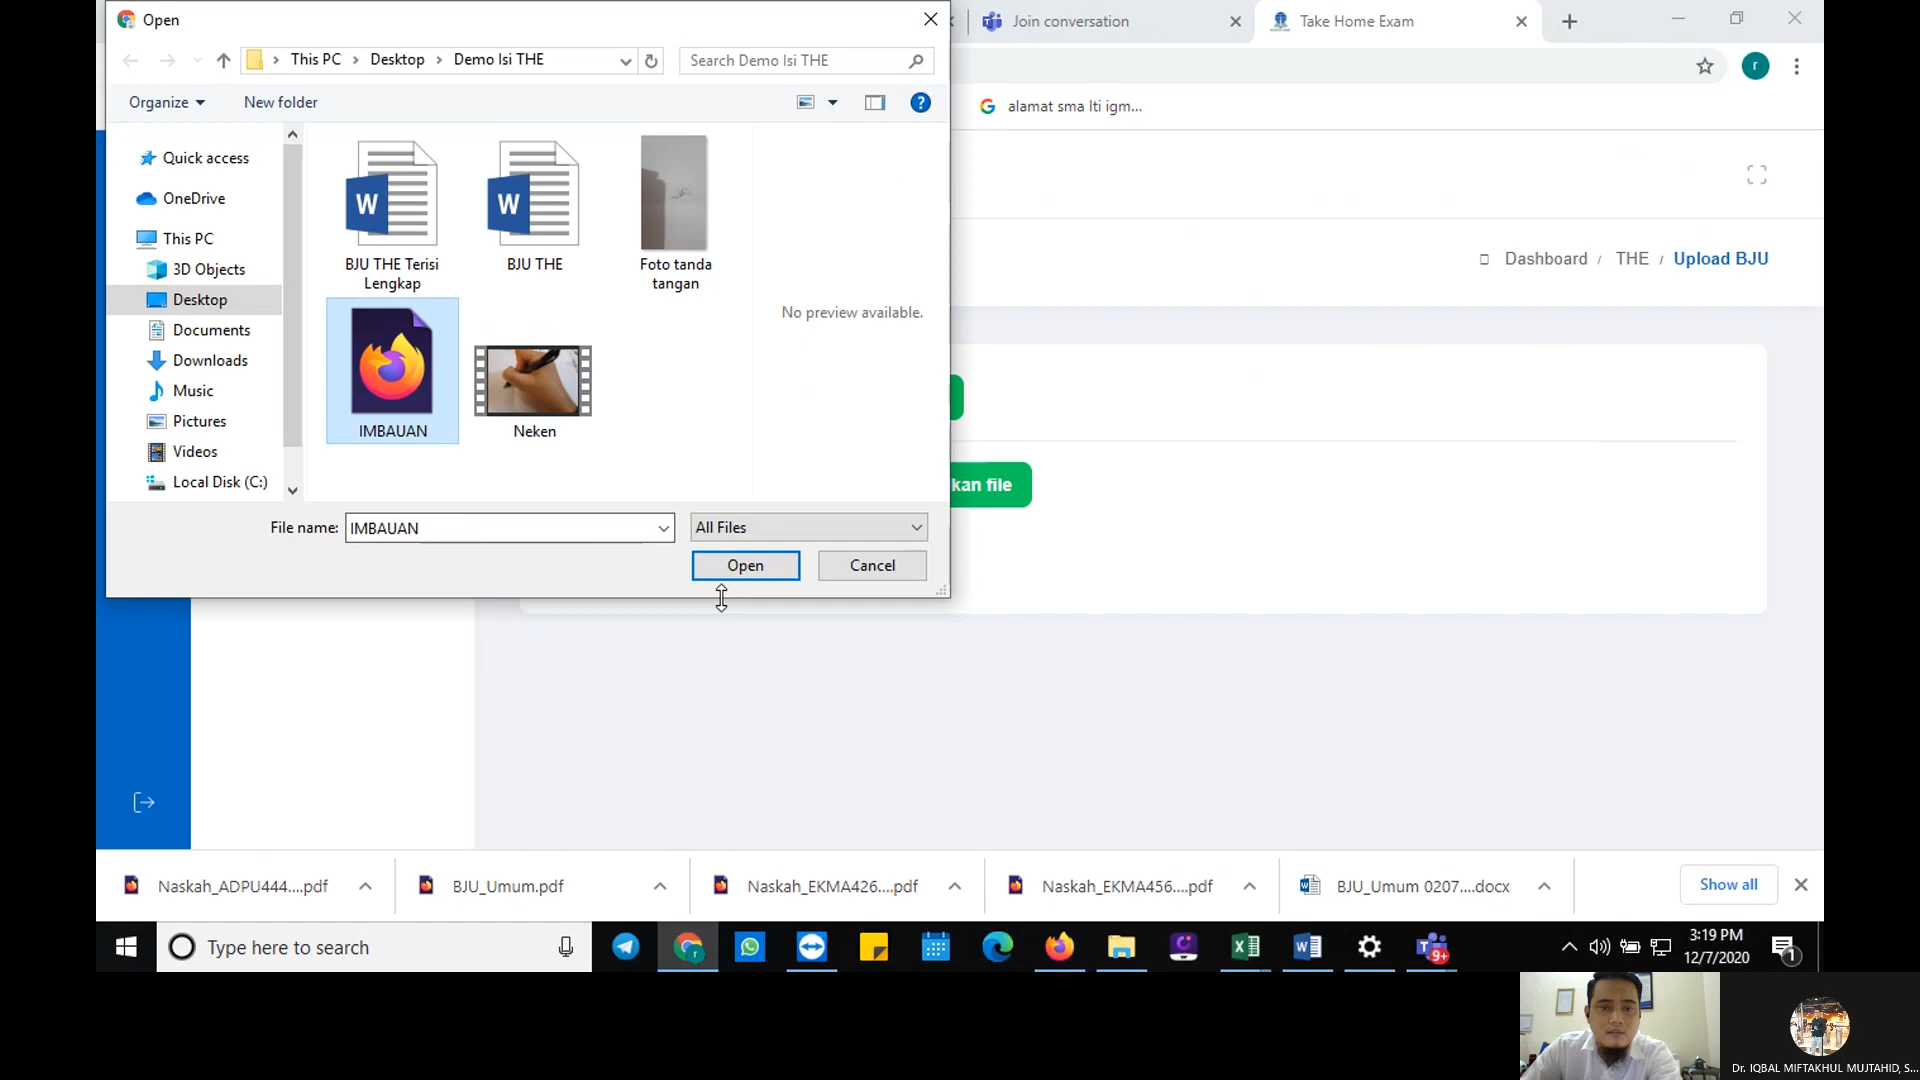 Open
Join conversation
Take Home Exam
This PC
Desktop
Demo Isi THE
Search Demo Isi THE
r
Organize
New folder
?
alamat sma lti igm...
Quick access
OneDrive
This PC
3D Objects
Desktop
Documents
Downloads
Music
Pictures
Videos
Local Disk (C:)
W
BJU THE Terisi
Lengkap
W
BJU THE
Foto tanda
tangan
IMBAUAN
Neken
No preview available.
Dashboard / THE / Upload BJU
kan file
File name:
IMBAUAN
All Files
Open
Cancel
Naskah_ADPU444....pdf
BJU_Umum.pdf
Naskah_EKMA426....pdf
Naskah_EKMA456....pdf
BJU_Umum 0207....docx
Show all
Type here to search
9+
3:19 PM
12/7/2020
1
Dr. IQBAL MIFTAKHUL MUJTAHID, S...